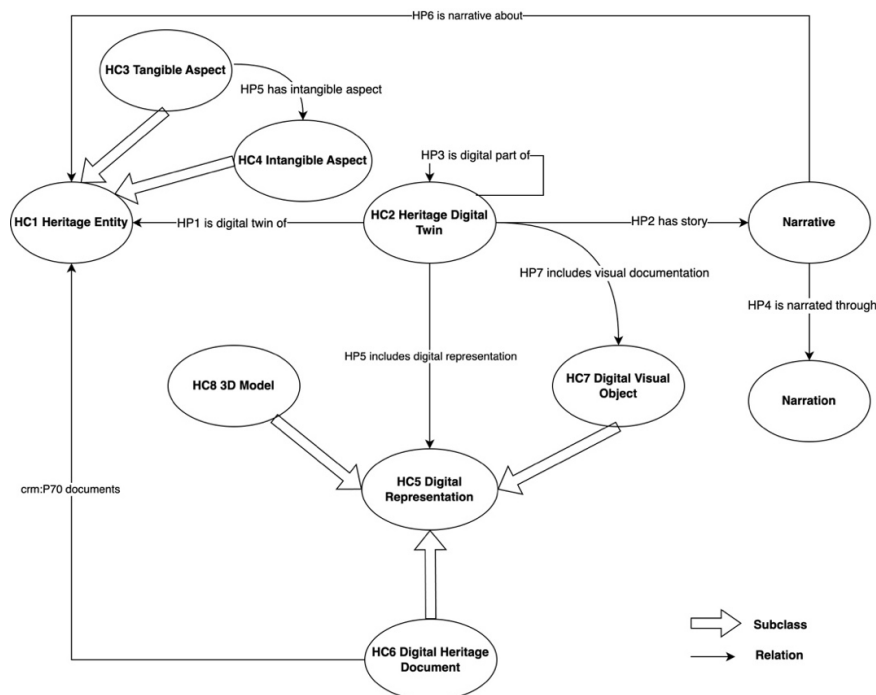 HP6 is narrative about
HC3 Tangible Aspect
HP5 has intangible aspect
HC4 Intangible Aspect
HP3 is digital part of
HC1 Heritage Entity
HP1 is digital twin of
HC2 Heritage Digital
Twin
HP2 has story
Narrative
HP7 includes visual documentation
HP4 is narrated through
HP5 includes digital representation
HC8 3D Model
HC7 Digital Visual
Object
Narration
HC5 Digital
Representation
crm:P70 documents
Subclass
HC6 Digital Heritage
Document
Relation